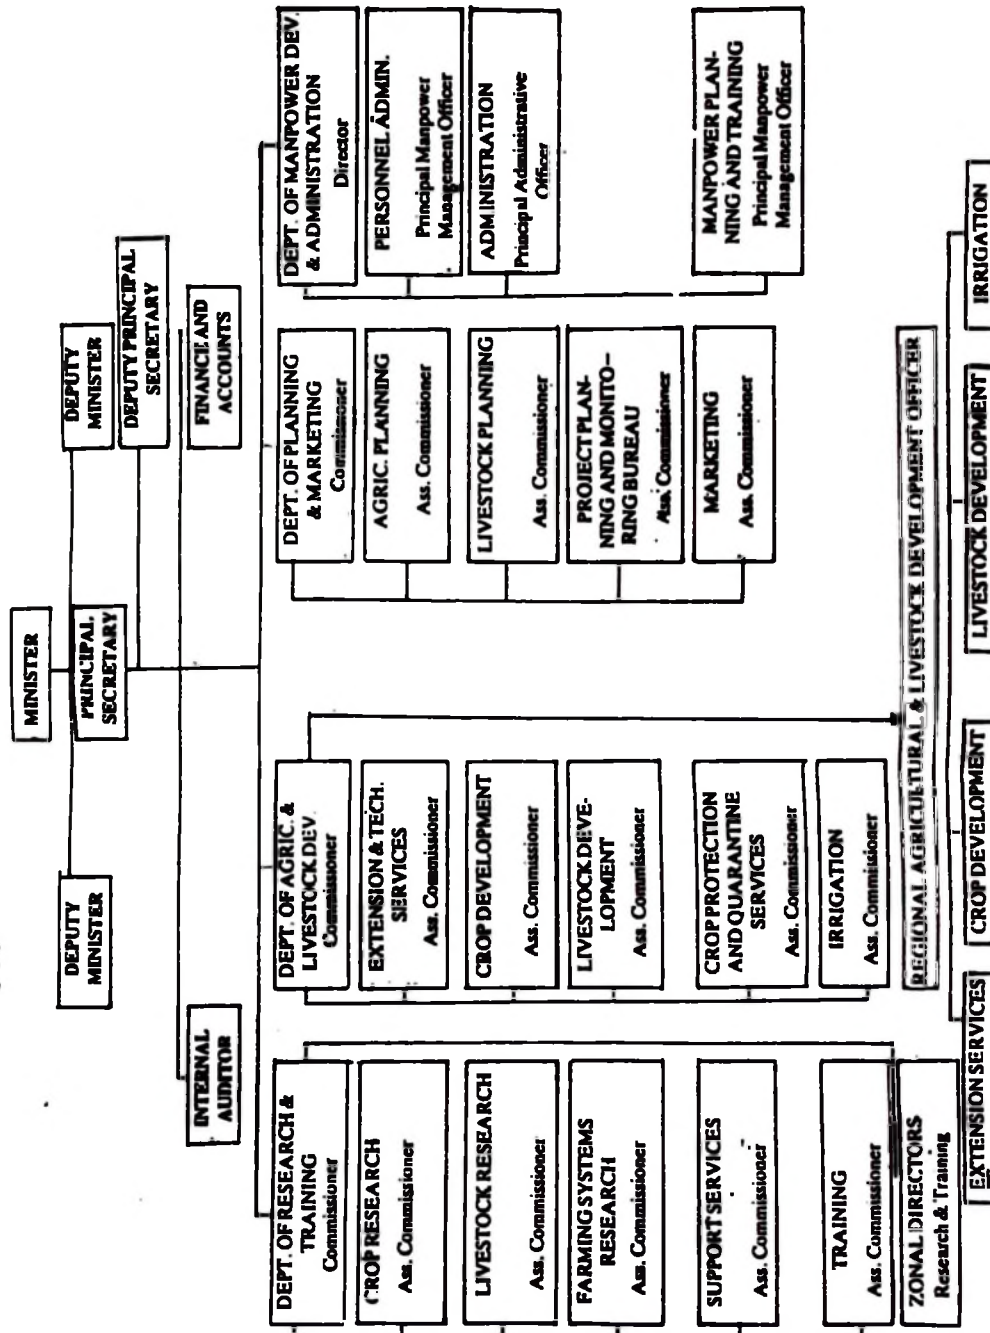 MINISTER
DEPUTY
MINISTER
PRINCIPAL
SECRETARY
DEPUTY
MINISTER
DEPUTY PRINCIPAL
SECRETARY
INTERNAL
AUDITOR
FINANCE AND
ACCOUNTS
DEPT. OF RESEARCH &
TRAINING
Commissioner
CROP RESEARCH
Ass. Commissioner
LIVESTOCK RESEARCH
Ass. Commissioner
FARMING SYSTEMS
RESEARCH
Ass. Commissioner
SUPPORT SERVICES
Ass. Commissioner
TRAINING
Ass. Commissioner
ZONAL DIRECTORS
Research & Training
DEPT. OF AGRIC. &
LIVESTOCK DEV.
Commissioner
EXTENSION & TECH.
SERVICES
Ass. Commissioner
CROP DEVELOPMENT
Ass. Commissioner
LIVESTOCK DEVE-
LOPMENT
Ass. Commissioner
CROP PROTECTION
AND QUARANTINE
SERVICES
Ass. Commissioner
IRRIGATION
Ass. Commissioner
DEPT. OF PLANNING
& MARKETING
Commissioner
AGRIC. PLANNING
Ass. Commissioner
LIVESTOCK PLANNING
Ass. Commissioner
PROJECT PLAN-
NING AND MONITO-
RING BUREAU
Ass. Commissioner
MARKETING
Ass. Commissioner
DEPT. OF MANPOWER DEV.
& ADMINISTRATION
Director
PERSONNEL ADMIN.
Principal Manpower
Management Officer
ADMINISTRATION
Principal Administrative
Officer
MANPOWER PLAN-
NING AND TRAINING
Principal Manpower
Management Officer
REGIONAL AGRICULTURAL & LIVESTOCK DEVELOPMENT OFFICER
EXTENSION SERVICES
CROP DEVELOPMENT
LIVESTOCK DEVELOPMENT
IRRIGATION